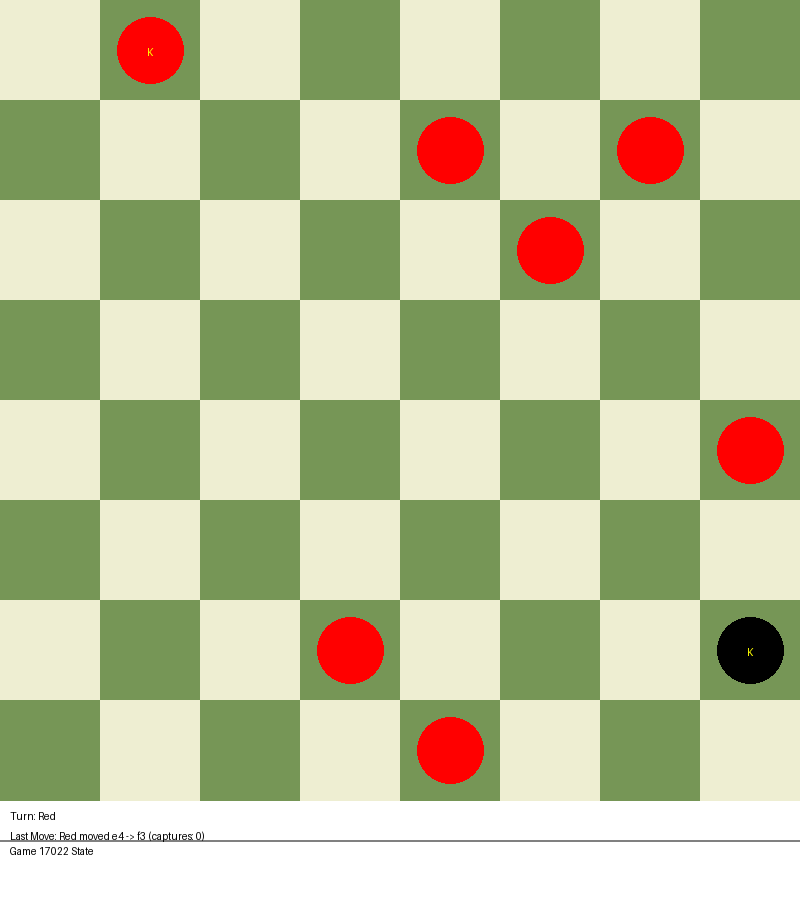 K
K
Turn: Red
Last Move: Red moved e4 -> f3 (captures: 0)
Game 17022 State